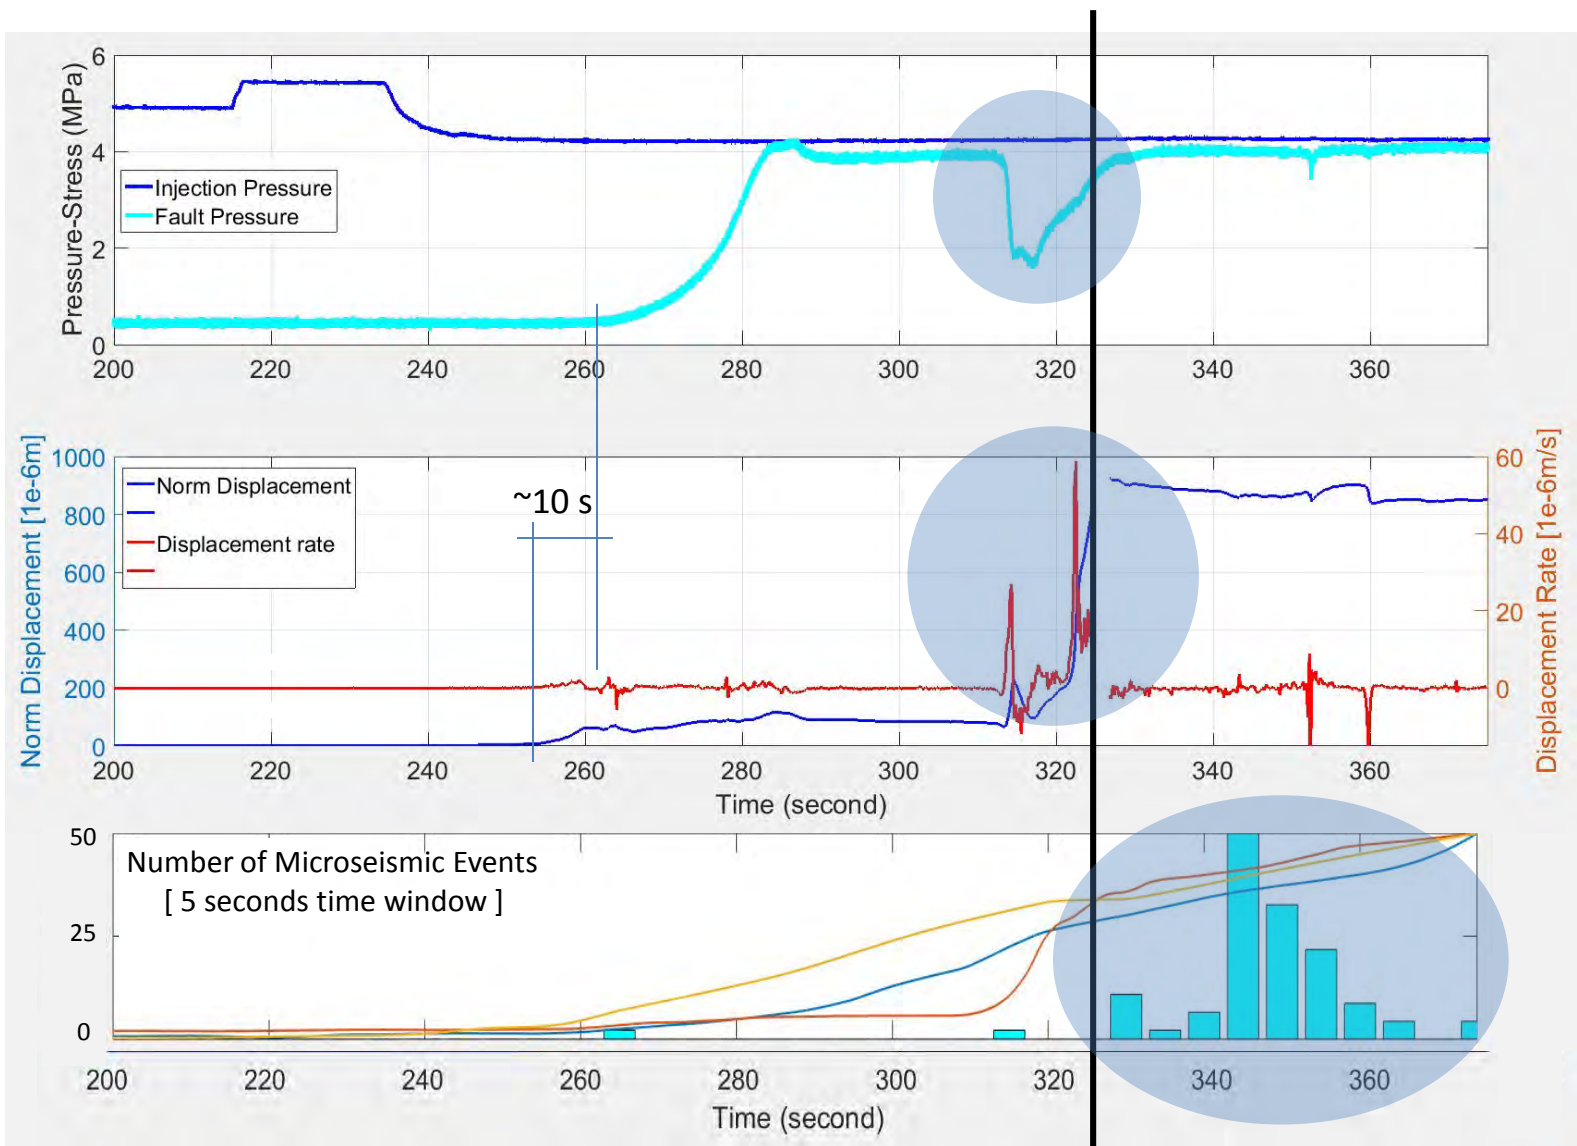 Pressure-Stress (MPa)
6
4
2
0
Injection Pressure
Fault Pressure
200 220 240 260 280 300 320 340 360
Norm Displacement [1e-6m]
1000
800
600
400
200
0
Norm Displacement
Displacement rate
~10 s
60
40
20
0
Displacement Rate [1e-6m/s]
200 220 240 260 280 300 320 340 360
Time (second)
50
25
0
Number of Microseismic Events
[ 5 seconds time window ]
200 220 240 260 280 300 320 340 360
Time (second)